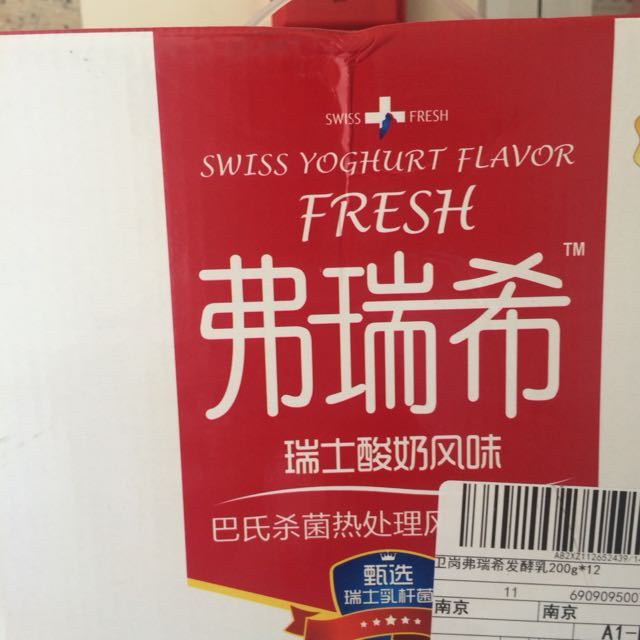 SWISS FRESH
SWISS YOGHURT FLAVOR
FRESH
弗瑞希 TM
瑞士酸奶风味
巴氏杀菌热处理风
甄选
瑞士乳杆菌
卫岗弗瑞希发酵乳200g*12
11 690909500
南京 南京
A1-